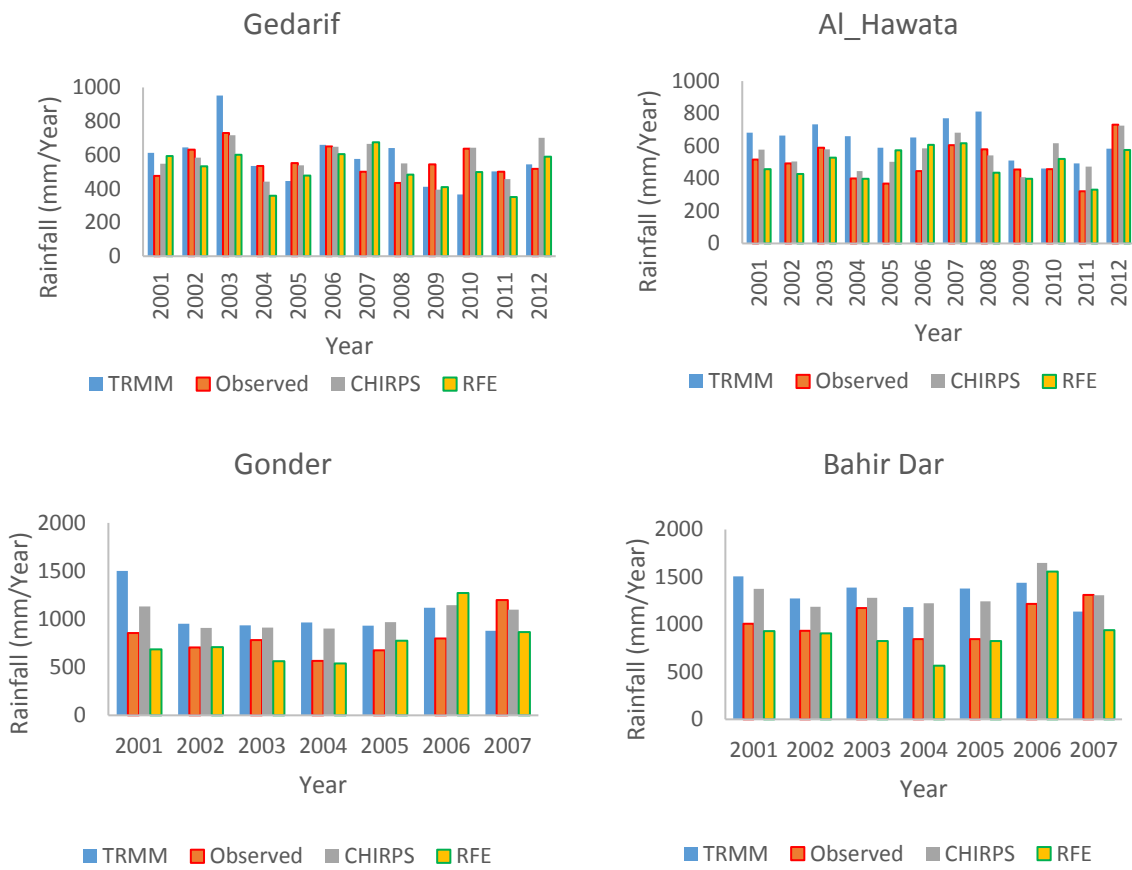 Gedarif
Rainfall (mm/Year)
1000
800
600
400
200
0
2001 2002 2003 2004 2005 2006 2007 2008 2009 2010 2011 2012
Year
TRMM Observed CHIRPS RFE
Al_Hawata
Rainfall (mm/Year)
1000
800
600
400
200
0
2001 2002 2003 2004 2005 2006 2007 2008 2009 2010 2011 2012
Year
TRMM Observed CHIRPS RFE
Gonder
Rainfall (mm/Year)
2000
1500
1000
500
0
2001 2002 2003 2004 2005 2006 2007
Year
TRMM Observed CHIRPS RFE
Bahir Dar
Rainfall (mm/Year)
2000
1500
1000
500
0
2001 2002 2003 2004 2005 2006 2007
Year
TRMM Observed CHIRPS RFE